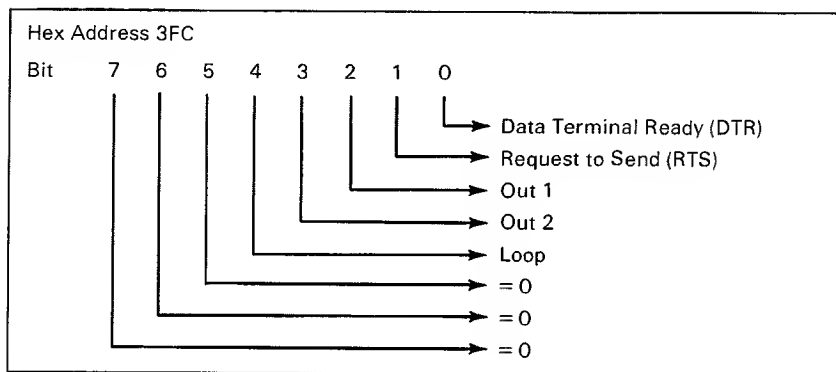 Hex Address 3FC
Bit 7 6 5 4 3 2 1 0
Data Terminal Ready (DTR)
Request to Send (RTS)
Out 1
Out 2
Loop
= 0
= 0
= 0